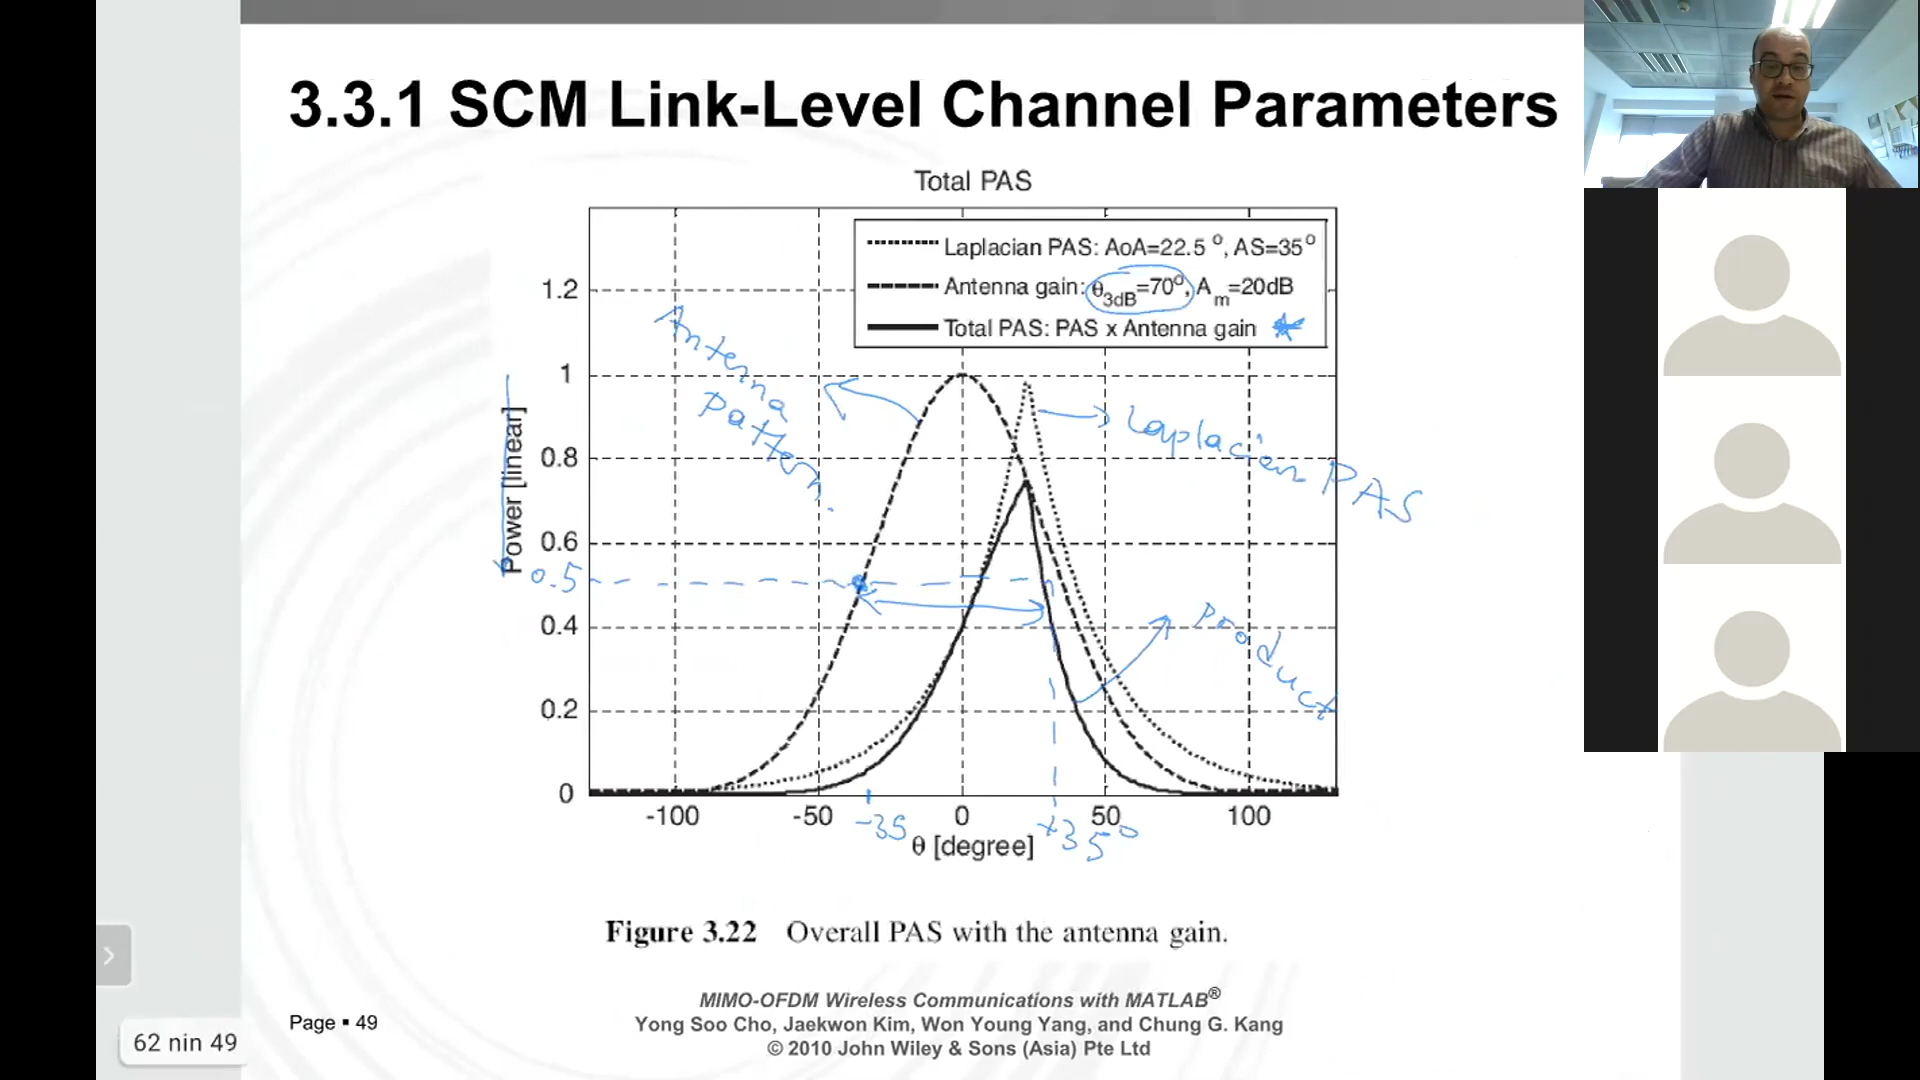 3.3.1 SCM Link-Level Channel Parameters
Total PAS
Laplacian PAS: AoA=22.5 °, AS=35°
Antenna gain: θ3dB=70°, Am=20dB
Total PAS: PAS x Antenna gain
Power [linear]
1.2
1
0.8
0.6
0.4
0.2
0
0.5
Antenna
pattern.
Laplacian PAS
product
-100
-50
0
50
100
-35
+35°
θ [degree]
Figure 3.22 Overall PAS with the antenna gain.
MIMO-OFDM Wireless Communications with MATLAB®
Yong Soo Cho, Jaekwon Kim, Won Young Yang, and Chung G. Kang
© 2010 John Wiley & Sons (Asia) Pte Ltd
Page ▪ 49
62 nin 49